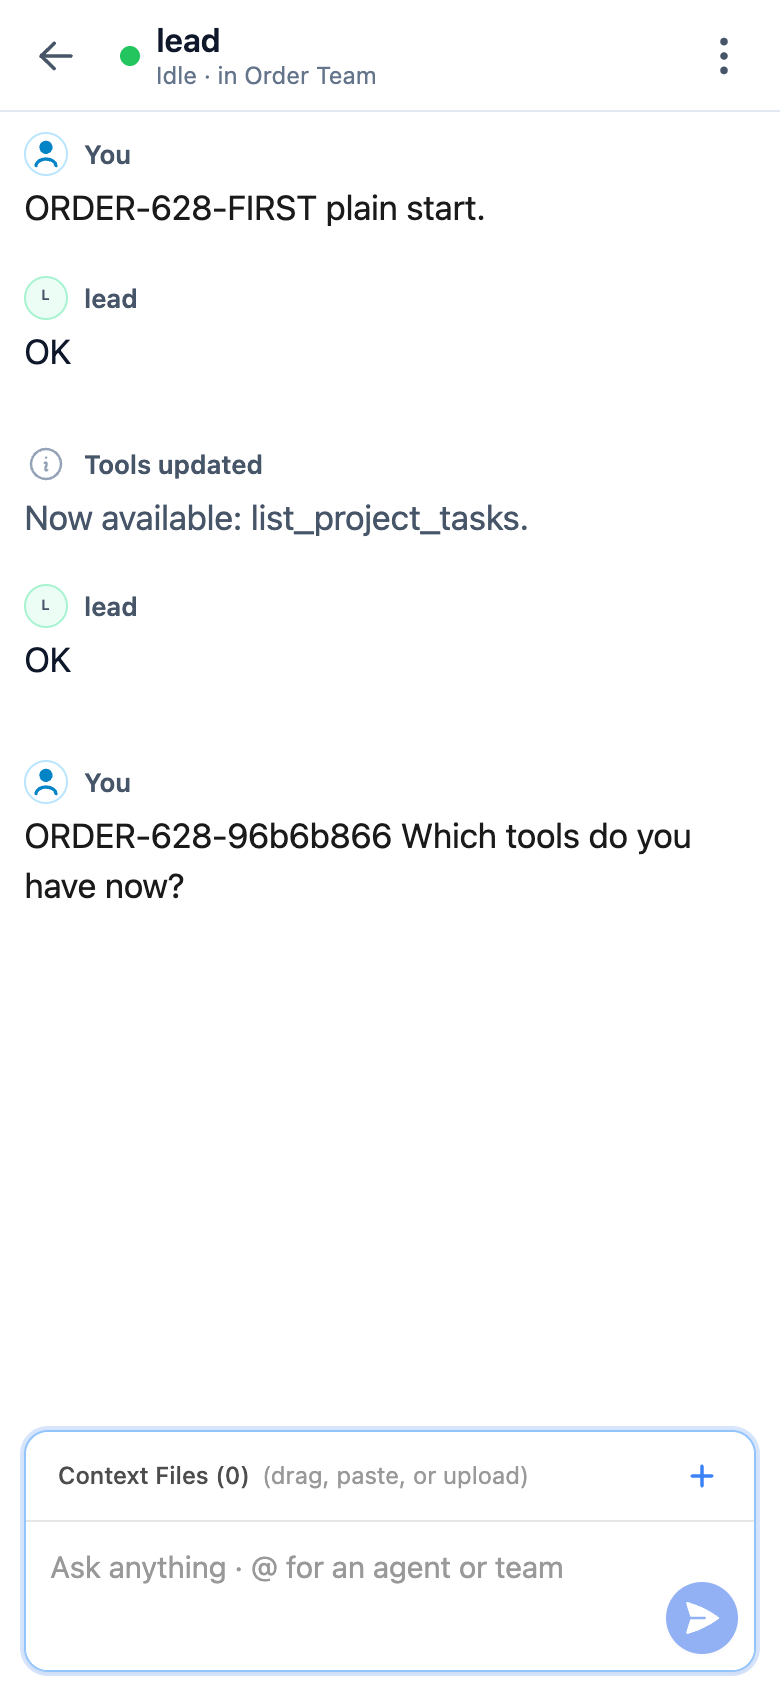 lead
Idle · in Order Team
You
ORDER-628-FIRST plain start.
L
lead
OK
Tools updated
Now available: list_project_tasks.
L
lead
OK
You
ORDER-628-96b6b866 Which tools do you
have now?
Context Files (0) (drag, paste, or upload)
Ask anything · @ for an agent or team